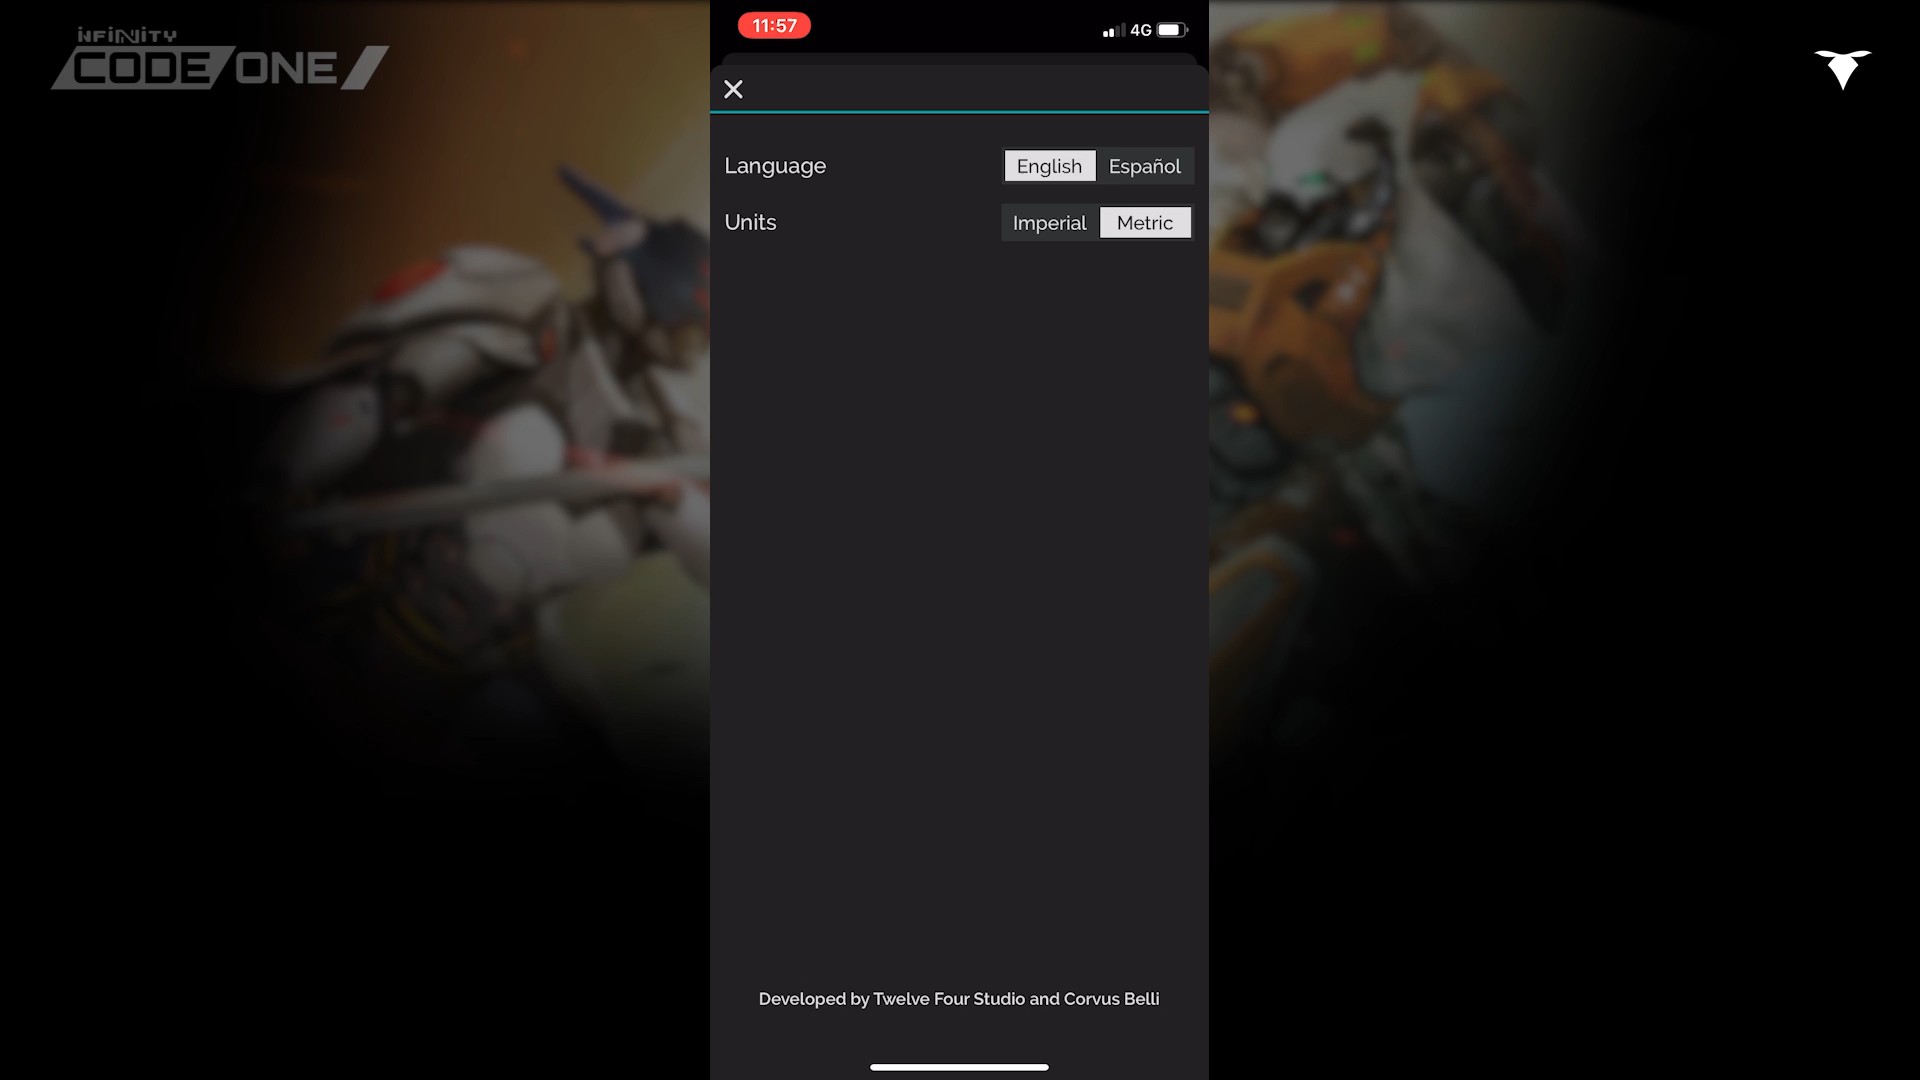 INFINITY
CODE ONE
11:57
4G
Language
English
Español
Units
Imperial
Metric
Developed by Twelve Four Studio and Corvus Belli